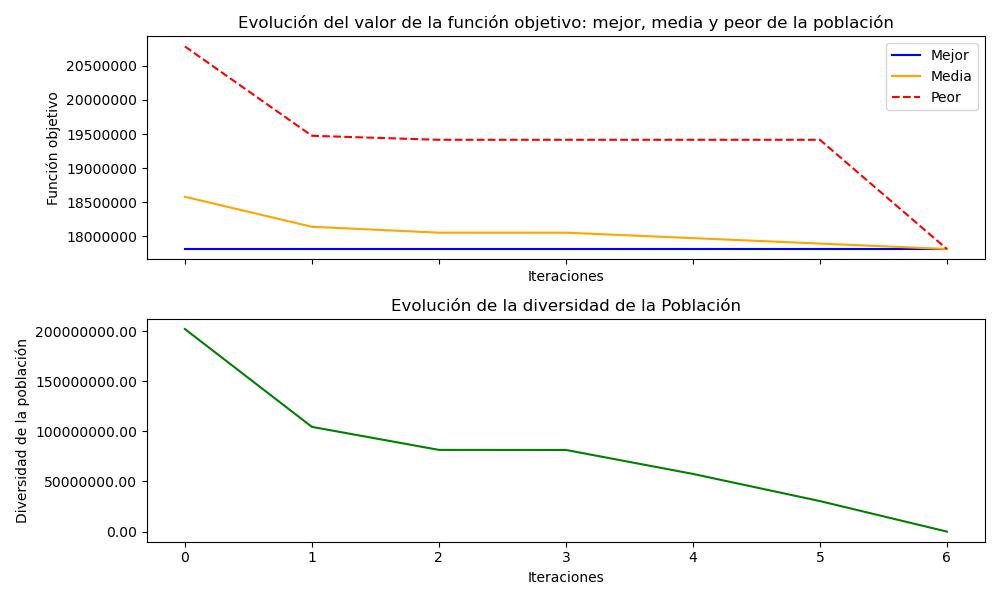 Evolución del valor de la función objetivo: mejor, media y peor de la población
Función objetivo
20500000
20000000
19500000
19000000
18500000
18000000
Mejor
Media
Peor
Iteraciones
Evolución de la diversidad de la Población
Diversidad de la población
200000000.00
150000000.00
100000000.00
50000000.00
0.00
0 1 2 3 4 5 6
Iteraciones